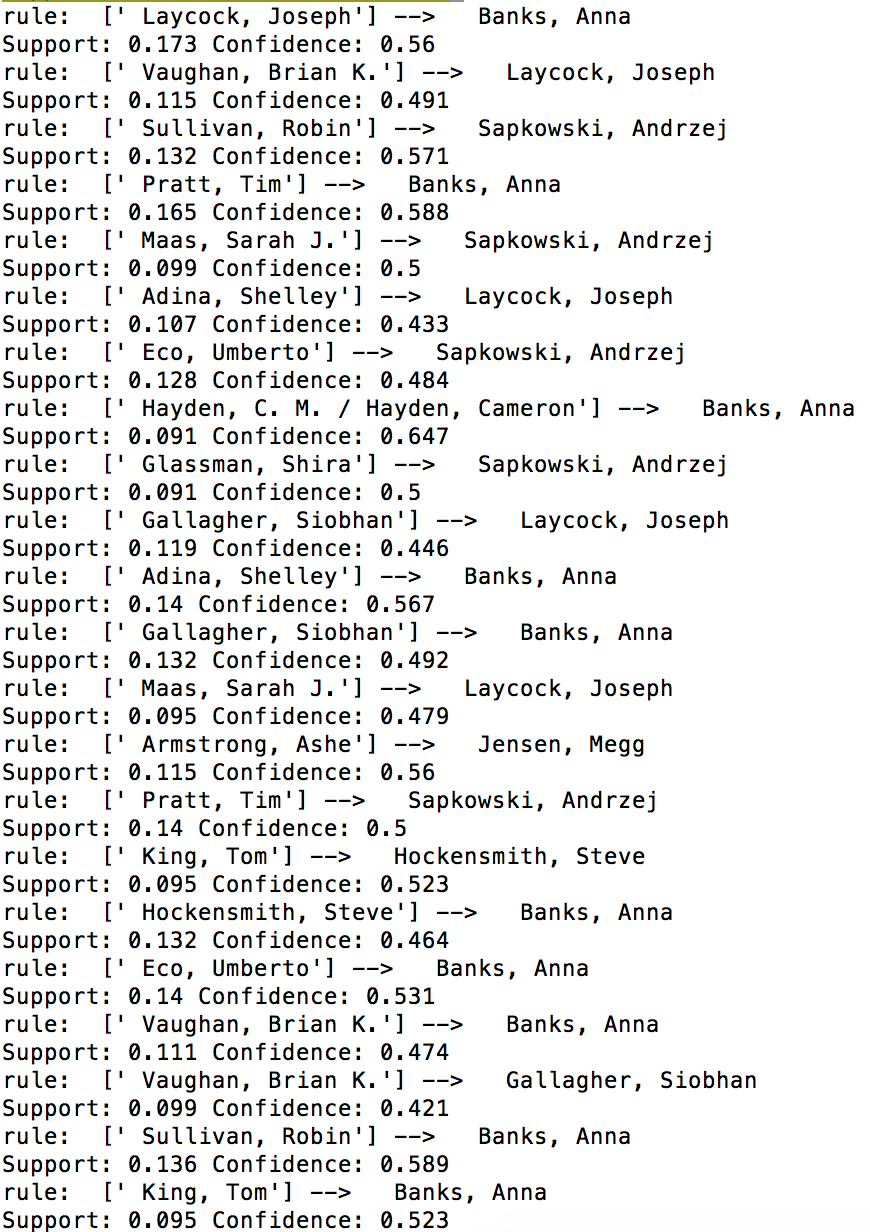 rule:  [' Laycock, Joseph'] -->   Banks, Anna
Support: 0.173 Confidence: 0.56
rule:  [' Vaughan, Brian K.'] -->   Laycock, Joseph
Support: 0.115 Confidence: 0.491
rule:  [' Sullivan, Robin'] -->   Sapkowski, Andrzej
Support: 0.132 Confidence: 0.571
rule:  [' Pratt, Tim'] -->   Banks, Anna
Support: 0.165 Confidence: 0.588
rule:  [' Maas, Sarah J.'] -->   Sapkowski, Andrzej
Support: 0.099 Confidence: 0.5
rule:  [' Adina, Shelley'] -->   Laycock, Joseph
Support: 0.107 Confidence: 0.433
rule:  [' Eco, Umberto'] -->   Sapkowski, Andrzej
Support: 0.128 Confidence: 0.484
rule:  [' Hayden, C. M. / Hayden, Cameron'] -->   Banks, Anna
Support: 0.091 Confidence: 0.647
rule:  [' Glassman, Shira'] -->   Sapkowski, Andrzej
Support: 0.091 Confidence: 0.5
rule:  [' Gallagher, Siobhan'] -->   Laycock, Joseph
Support: 0.119 Confidence: 0.446
rule:  [' Adina, Shelley'] -->   Banks, Anna
Support: 0.14 Confidence: 0.567
rule:  [' Gallagher, Siobhan'] -->   Banks, Anna
Support: 0.132 Confidence: 0.492
rule:  [' Maas, Sarah J.'] -->   Laycock, Joseph
Support: 0.095 Confidence: 0.479
rule:  [' Armstrong, Ashe'] -->   Jensen, Megg
Support: 0.115 Confidence: 0.56
rule:  [' Pratt, Tim'] -->   Sapkowski, Andrzej
Support: 0.14 Confidence: 0.5
rule:  [' King, Tom'] -->   Hockensmith, Steve
Support: 0.095 Confidence: 0.523
rule:  [' Hockensmith, Steve'] -->   Banks, Anna
Support: 0.132 Confidence: 0.464
rule:  [' Eco, Umberto'] -->   Banks, Anna
Support: 0.14 Confidence: 0.531
rule:  [' Vaughan, Brian K.'] -->   Banks, Anna
Support: 0.111 Confidence: 0.474
rule:  [' Vaughan, Brian K.'] -->   Gallagher, Siobhan
Support: 0.099 Confidence: 0.421
rule:  [' Sullivan, Robin'] -->   Banks, Anna
Support: 0.136 Confidence: 0.589
rule:  [' King, Tom'] -->   Banks, Anna
Support: 0.095 Confidence: 0.523